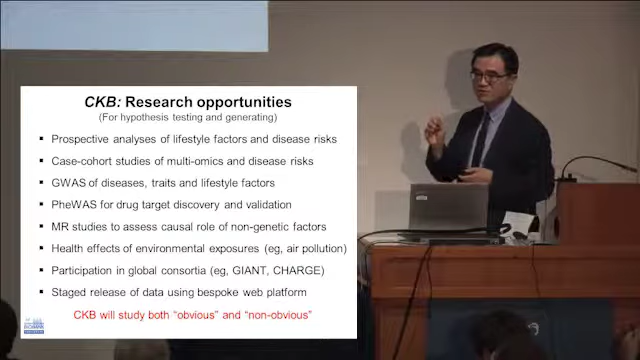 CKB: Research opportunities
(For hypothesis testing and generating)
▪ Prospective analyses of lifestyle factors and disease risks
▪ Case-cohort studies of multi-omics and disease risks
▪ GWAS of diseases, traits and lifestyle factors
▪ PheWAS for drug target discovery and validation
▪ MR studies to assess causal role of non-genetic factors
▪ Health effects of environmental exposures (eg, air pollution)
▪ Participation in global consortia (eg, GIANT, CHARGE)
▪ Staged release of data using bespoke web platform
CKB will study both “obvious” and “non-obvious”